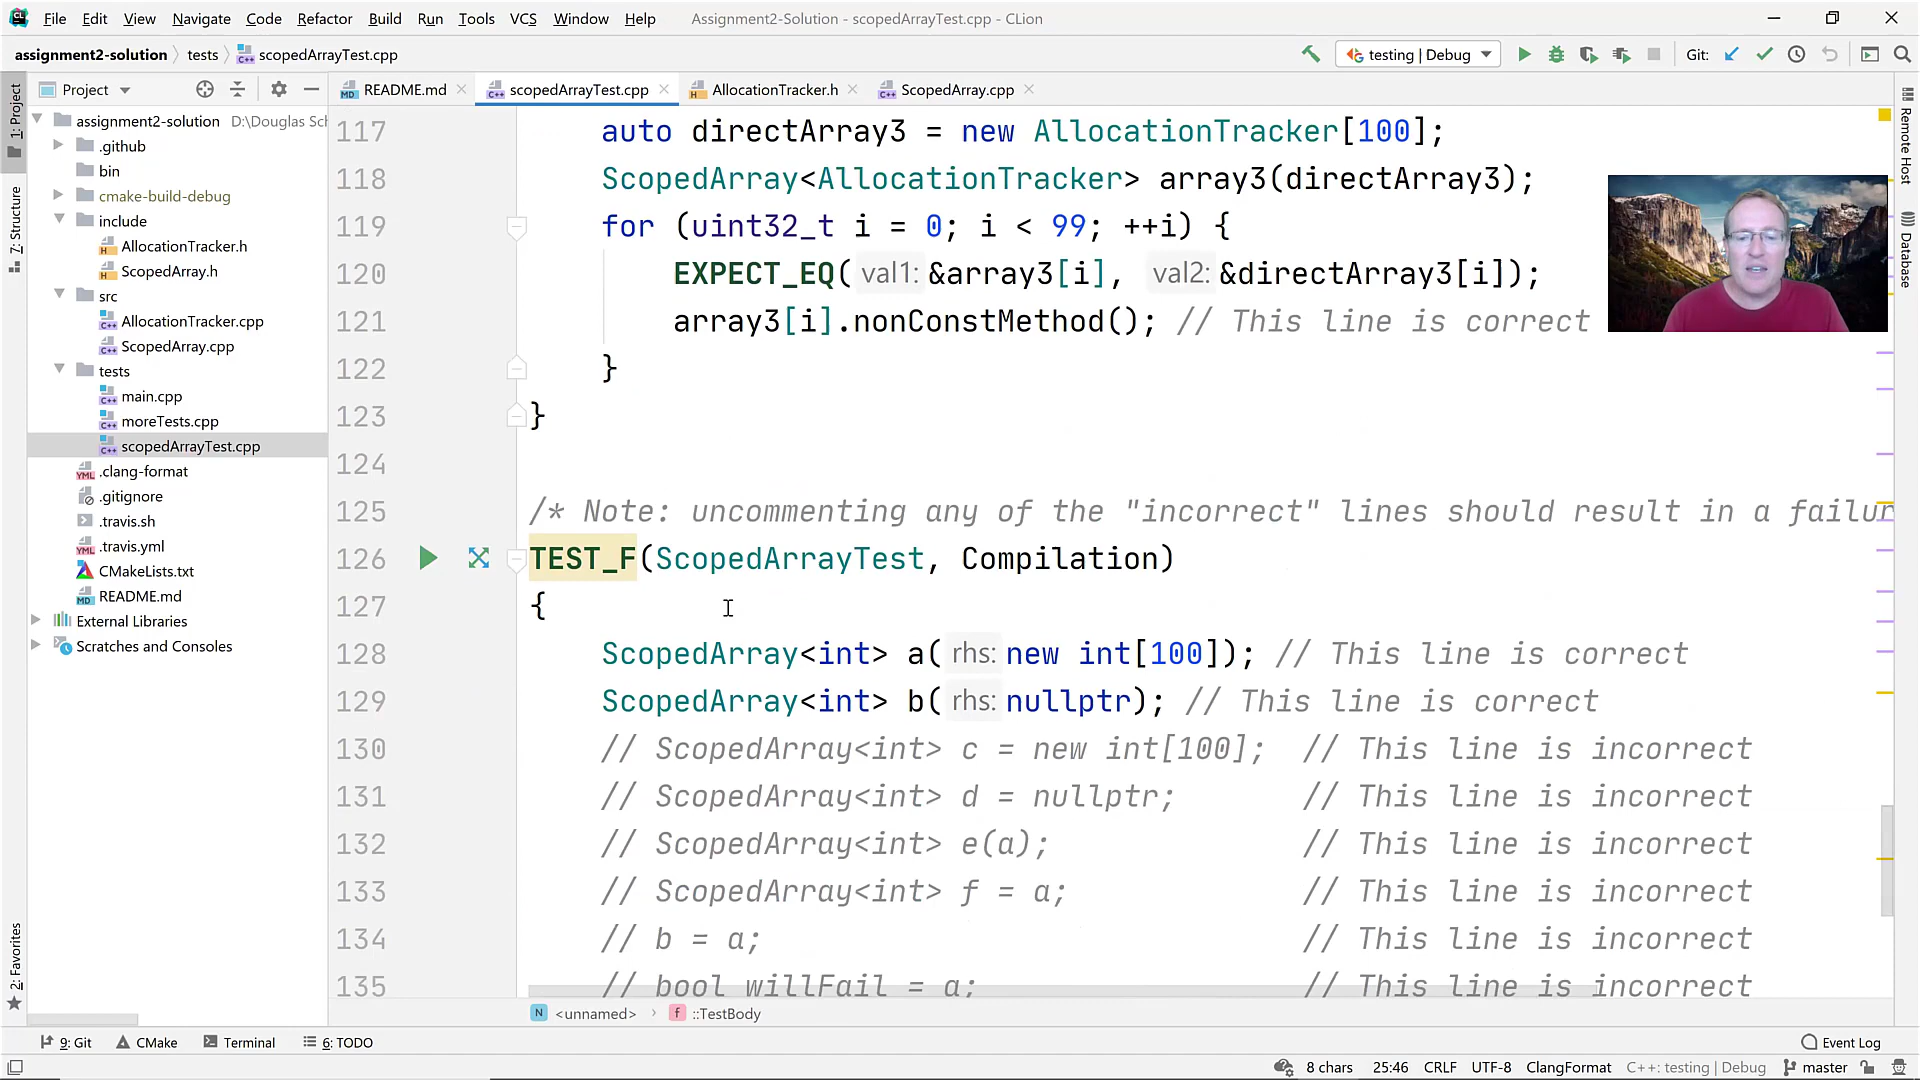 CL File Edit View Navigate Code Refactor Build Run Tools VCS Window Help Assignment2-Solution - scopedArrayTest.cpp - CLion
assignment2-solution tests scopedArrayTest.cpp testing | Debug Git:
Project README.md scopedArrayTest.cpp AllocationTracker.h ScopedArray.cpp
1: Project
7: Structure
2: Favorites
assignment2-solution D:\Douglas Sch
.github
bin
cmake-build-debug
include
AllocationTracker.h
ScopedArray.h
src
AllocationTracker.cpp
ScopedArray.cpp
tests
main.cpp
moreTests.cpp
scopedArrayTest.cpp
.clang-format
.gitignore
.travis.sh
.travis.yml
CMakeLists.txt
README.md
External Libraries
Scratches and Consoles
117 auto directArray3 = new AllocationTracker[100];
118 ScopedArray<AllocationTracker> array3(directArray3);
119 for (uint32_t i = 0; i < 99; ++i) {
120 EXPECT_EQ( val1: &array3[i], val2: &directArray3[i]);
121 array3[i].nonConstMethod(); // This line is correct
122 }
123 }
124
125 /* Note: uncommenting any of the "incorrect" lines should result in a failur
126 TEST_F(ScopedArrayTest, Compilation)
127 {
128 ScopedArray<int> a( rhs: new int[100]); // This line is correct
129 ScopedArray<int> b( rhs: nullptr); // This line is correct
130 // ScopedArray<int> c = new int[100]; // This line is incorrect
131 // ScopedArray<int> d = nullptr; // This line is incorrect
132 // ScopedArray<int> e(a); // This line is incorrect
133 // ScopedArray<int> f = a; // This line is incorrect
134 // b = a; // This line is incorrect
135 // bool willFail = a; // This line is incorrect
Remote Host
Database
N <unnamed> f ::TestBody
9: Git CMake Terminal 6: TODO Event Log
8 chars 25:46 CRLF UTF-8 ClangFormat C++: testing | Debug master